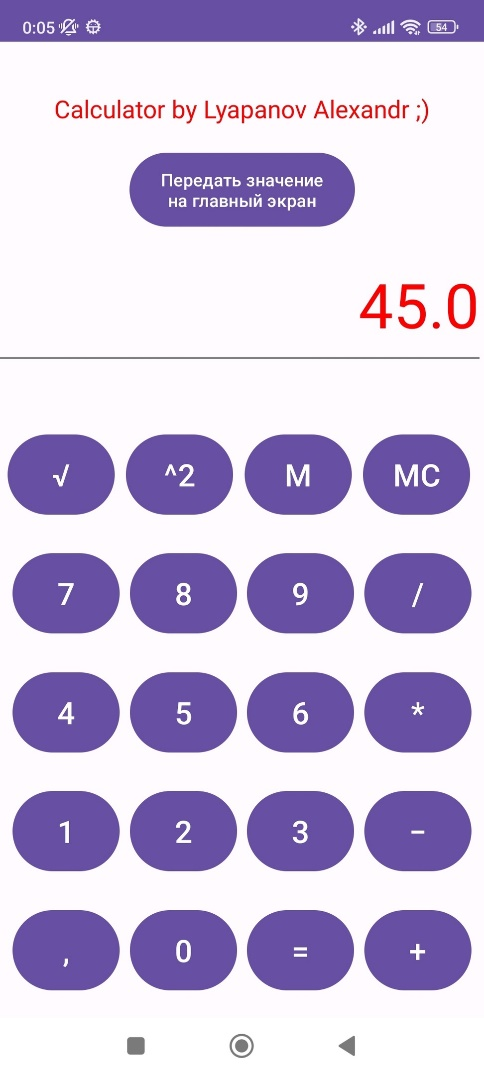 0:05 54
Calculator by Lyapanov Alexandr ;)
Передать значение
на главный экран
45.0
√ ^2 M MC
7 8 9 /
4 5 6 *
1 2 3 −
, 0 = +